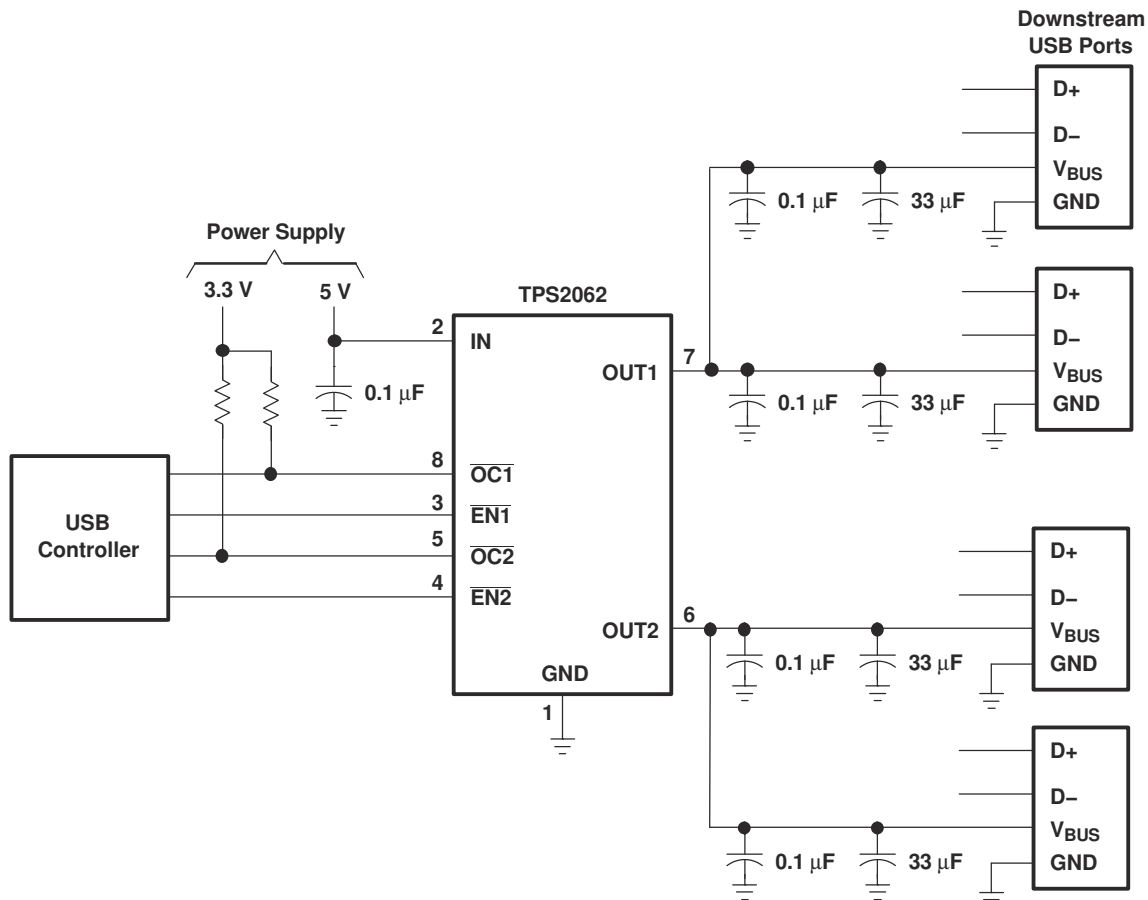 Downstream
USB Ports
D+
D−
VBUS
GND
0.1 μF
33 μF
Power Supply
3.3 V
5 V
0.1 μF
TPS2062
2
IN
7
OUT1
8
OC1
3
EN1
5
OC2
4
EN2
6
OUT2
GND
1
USB
Controller
D+
D−
VBUS
GND
0.1 μF
33 μF
D+
D−
VBUS
GND
0.1 μF
33 μF
D+
D−
VBUS
GND
0.1 μF
33 μF